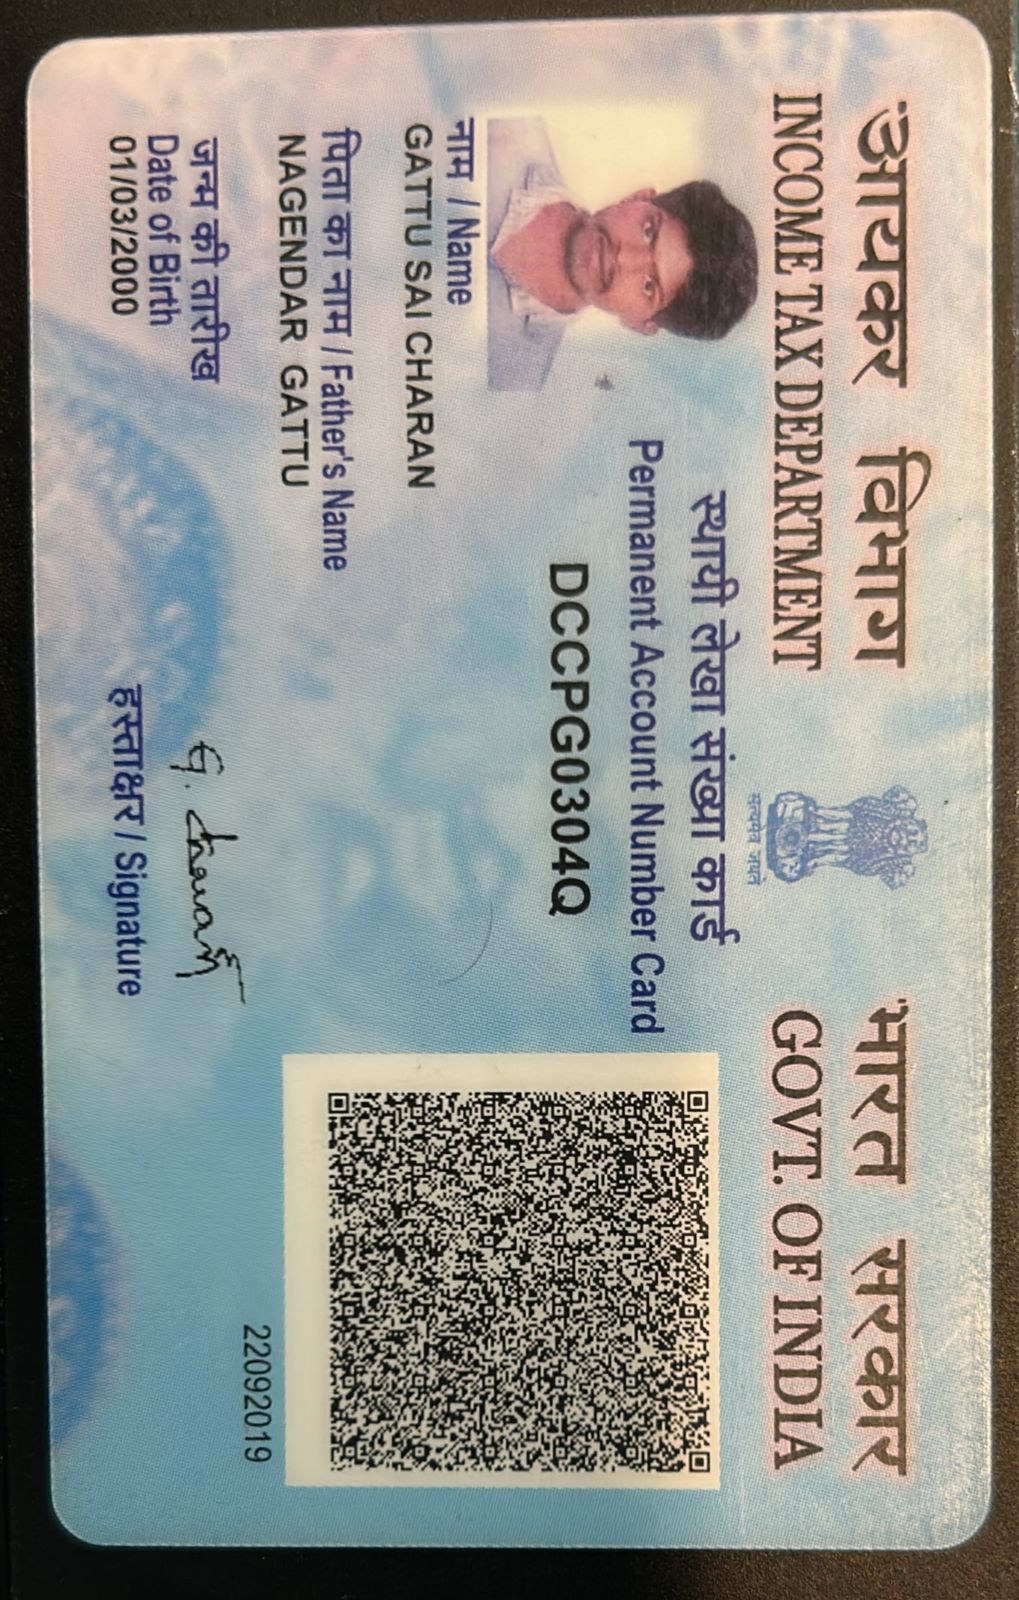 आयकर विभाग
INCOME TAX DEPARTMENT
सत्यमेव जयते
भारत सरकार
GOVT. OF INDIA
स्थायी लेखा संख्या कार्ड
Permanent Account Number Card
DCCPG0304Q
नाम / Name
GATTU SAI CHARAN
पिता का नाम / Father's Name
NAGENDAR GATTU
जन्म की तारीख
Date of Birth
01/03/2000
G. Charan
हस्ताक्षर / Signature
22092019